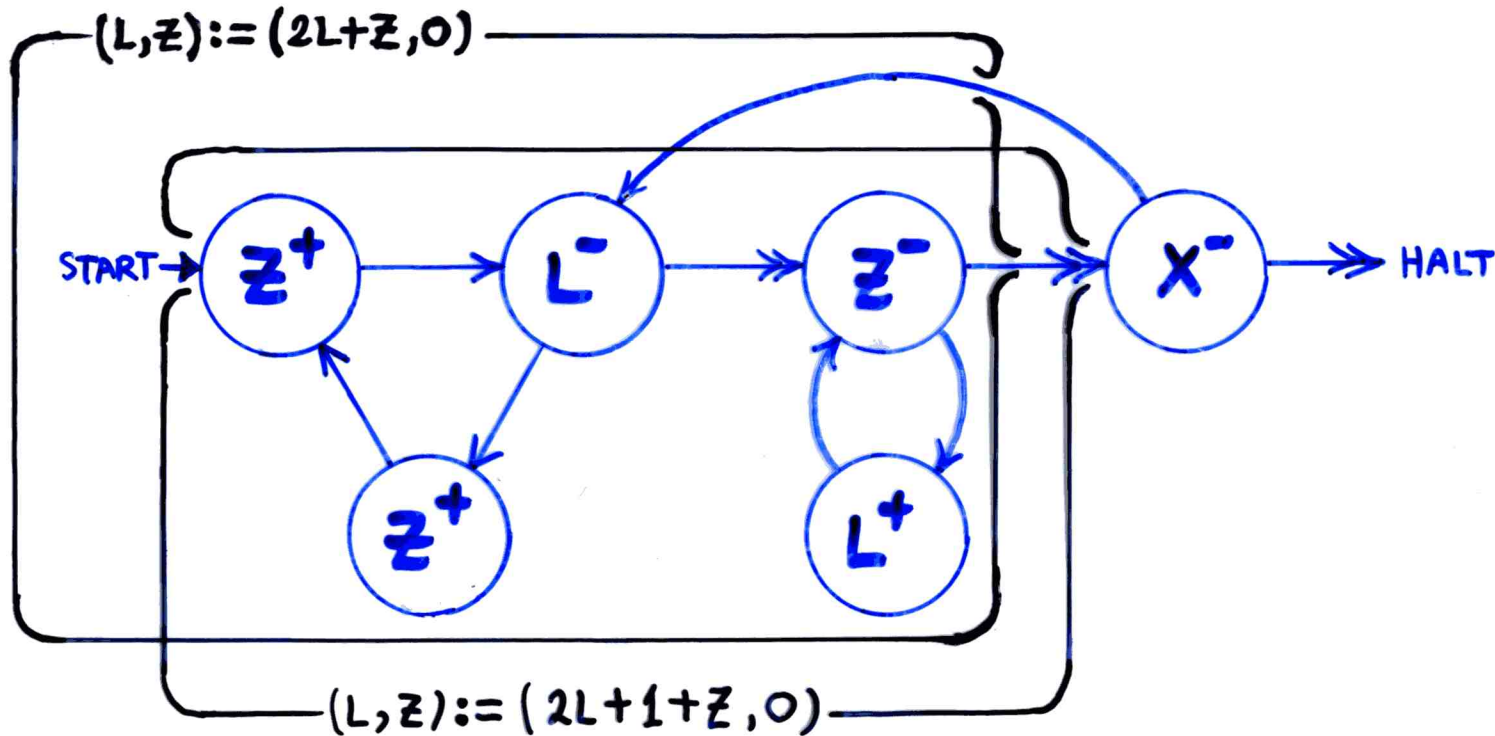 (L,Z):=(2L+Z,0)
START Z+ L- Z- X- HALT
Z+ L+
(L,Z):=(2L+1+Z,0)